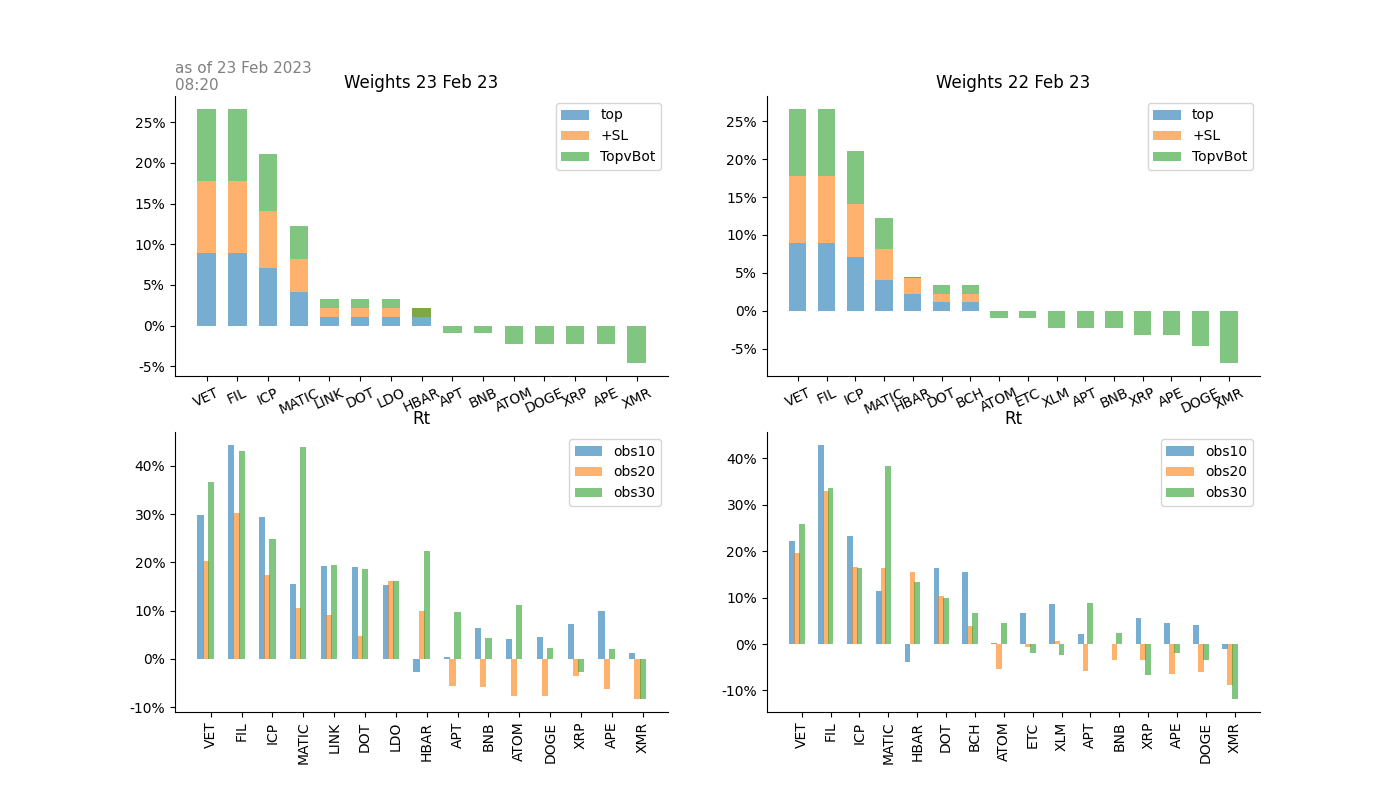 as of 23 Feb 2023
08:20
Weights 23 Feb 23
top
+SL
TopvBot
25%
20%
15%
10%
5%
0%
-5%
VET FIL ICP MATIC LINK DOT LDO HBAR APT BNB ATOM DOGE XRP APE XMR
Weights 22 Feb 23
top
+SL
TopvBot
25%
20%
15%
10%
5%
0%
-5%
VET FIL ICP MATIC HBAR DOT BCH ATOM ETC XLM APT BNB XRP APE DOGE XMR
Rt
obs10
obs20
obs30
40%
30%
20%
10%
0%
-10%
VET FIL ICP MATIC LINK DOT LDO HBAR APT BNB ATOM DOGE XRP APE XMR
Rt
obs10
obs20
obs30
40%
30%
20%
10%
0%
-10%
VET FIL ICP MATIC HBAR DOT BCH ATOM ETC XLM APT BNB XRP APE DOGE XMR